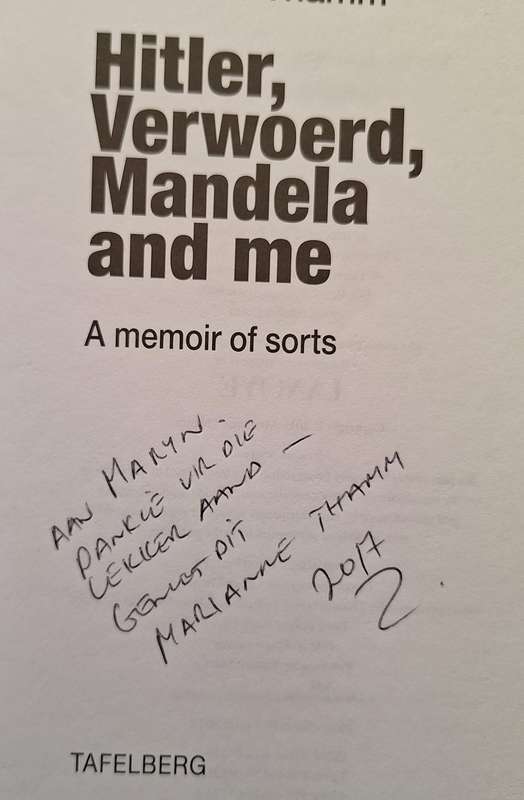 Hitler,
Verwoerd,
Mandela
and me
A memoir of sorts
AAN MARYN -
DANKIE VIR DIE
LEKKER AAND —
GENIET DIT
MARIANNE THAMM
2017
TAFELBERG